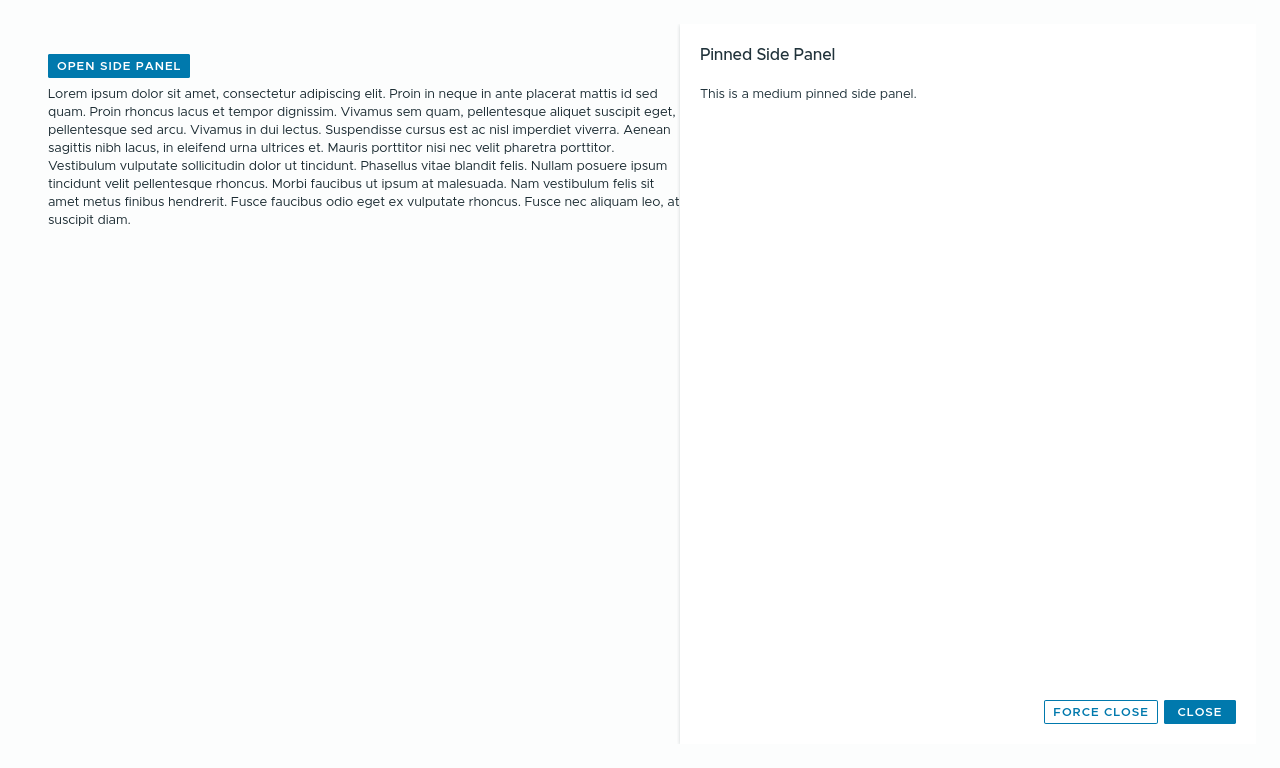 OPEN SIDE PANEL
Lorem ipsum dolor sit amet, consectetur adipiscing elit. Proin in neque in ante placerat mattis id sed
quam. Proin rhoncus lacus et tempor dignissim. Vivamus sem quam, pellentesque aliquet suscipit eget,
pellentesque sed arcu. Vivamus in dui lectus. Suspendisse cursus est ac nisl imperdiet viverra. Aenean
sagittis nibh lacus, in eleifend urna ultrices et. Mauris porttitor nisi nec velit pharetra porttitor.
Vestibulum vulputate sollicitudin dolor ut tincidunt. Phasellus vitae blandit felis. Nullam posuere ipsum
tincidunt velit pellentesque rhoncus. Morbi faucibus ut ipsum at malesuada. Nam vestibulum felis sit
amet metus finibus hendrerit. Fusce faucibus odio eget ex vulputate rhoncus. Fusce nec aliquam leo, at
suscipit diam.
Pinned Side Panel
This is a medium pinned side panel.
FORCE CLOSE
CLOSE